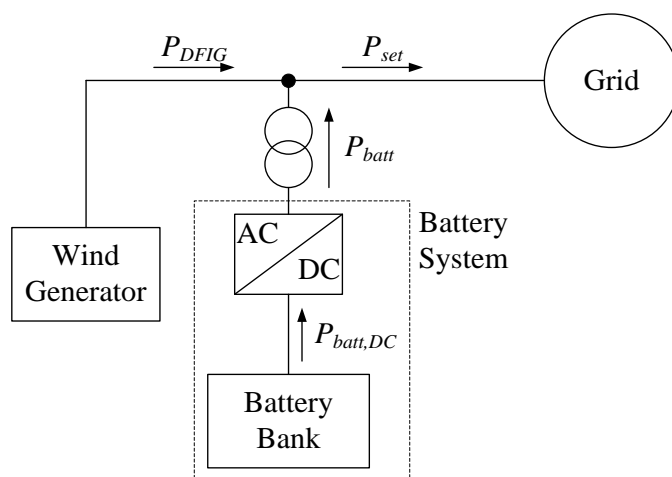 P_DFIG
P_set
Grid
P_batt
AC
DC
Battery
System
Wind
Generator
P_batt,DC
Battery
Bank